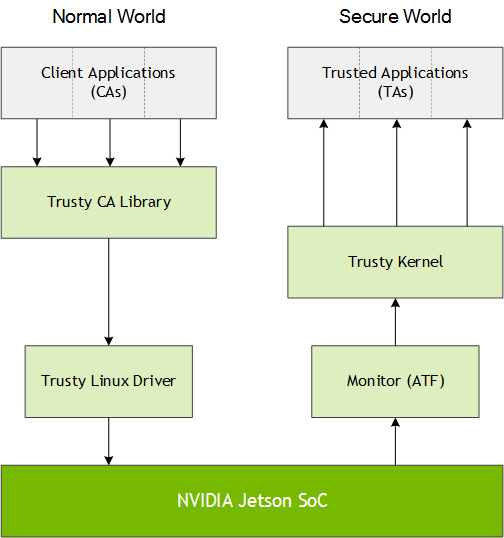 Normal World
Secure World
Client Applications
(CAs)
Trusted Applications
(TAs)
Trusty CA Library
Trusty Kernel
Trusty Linux Driver
Monitor (ATF)
NVIDIA Jetson SoC